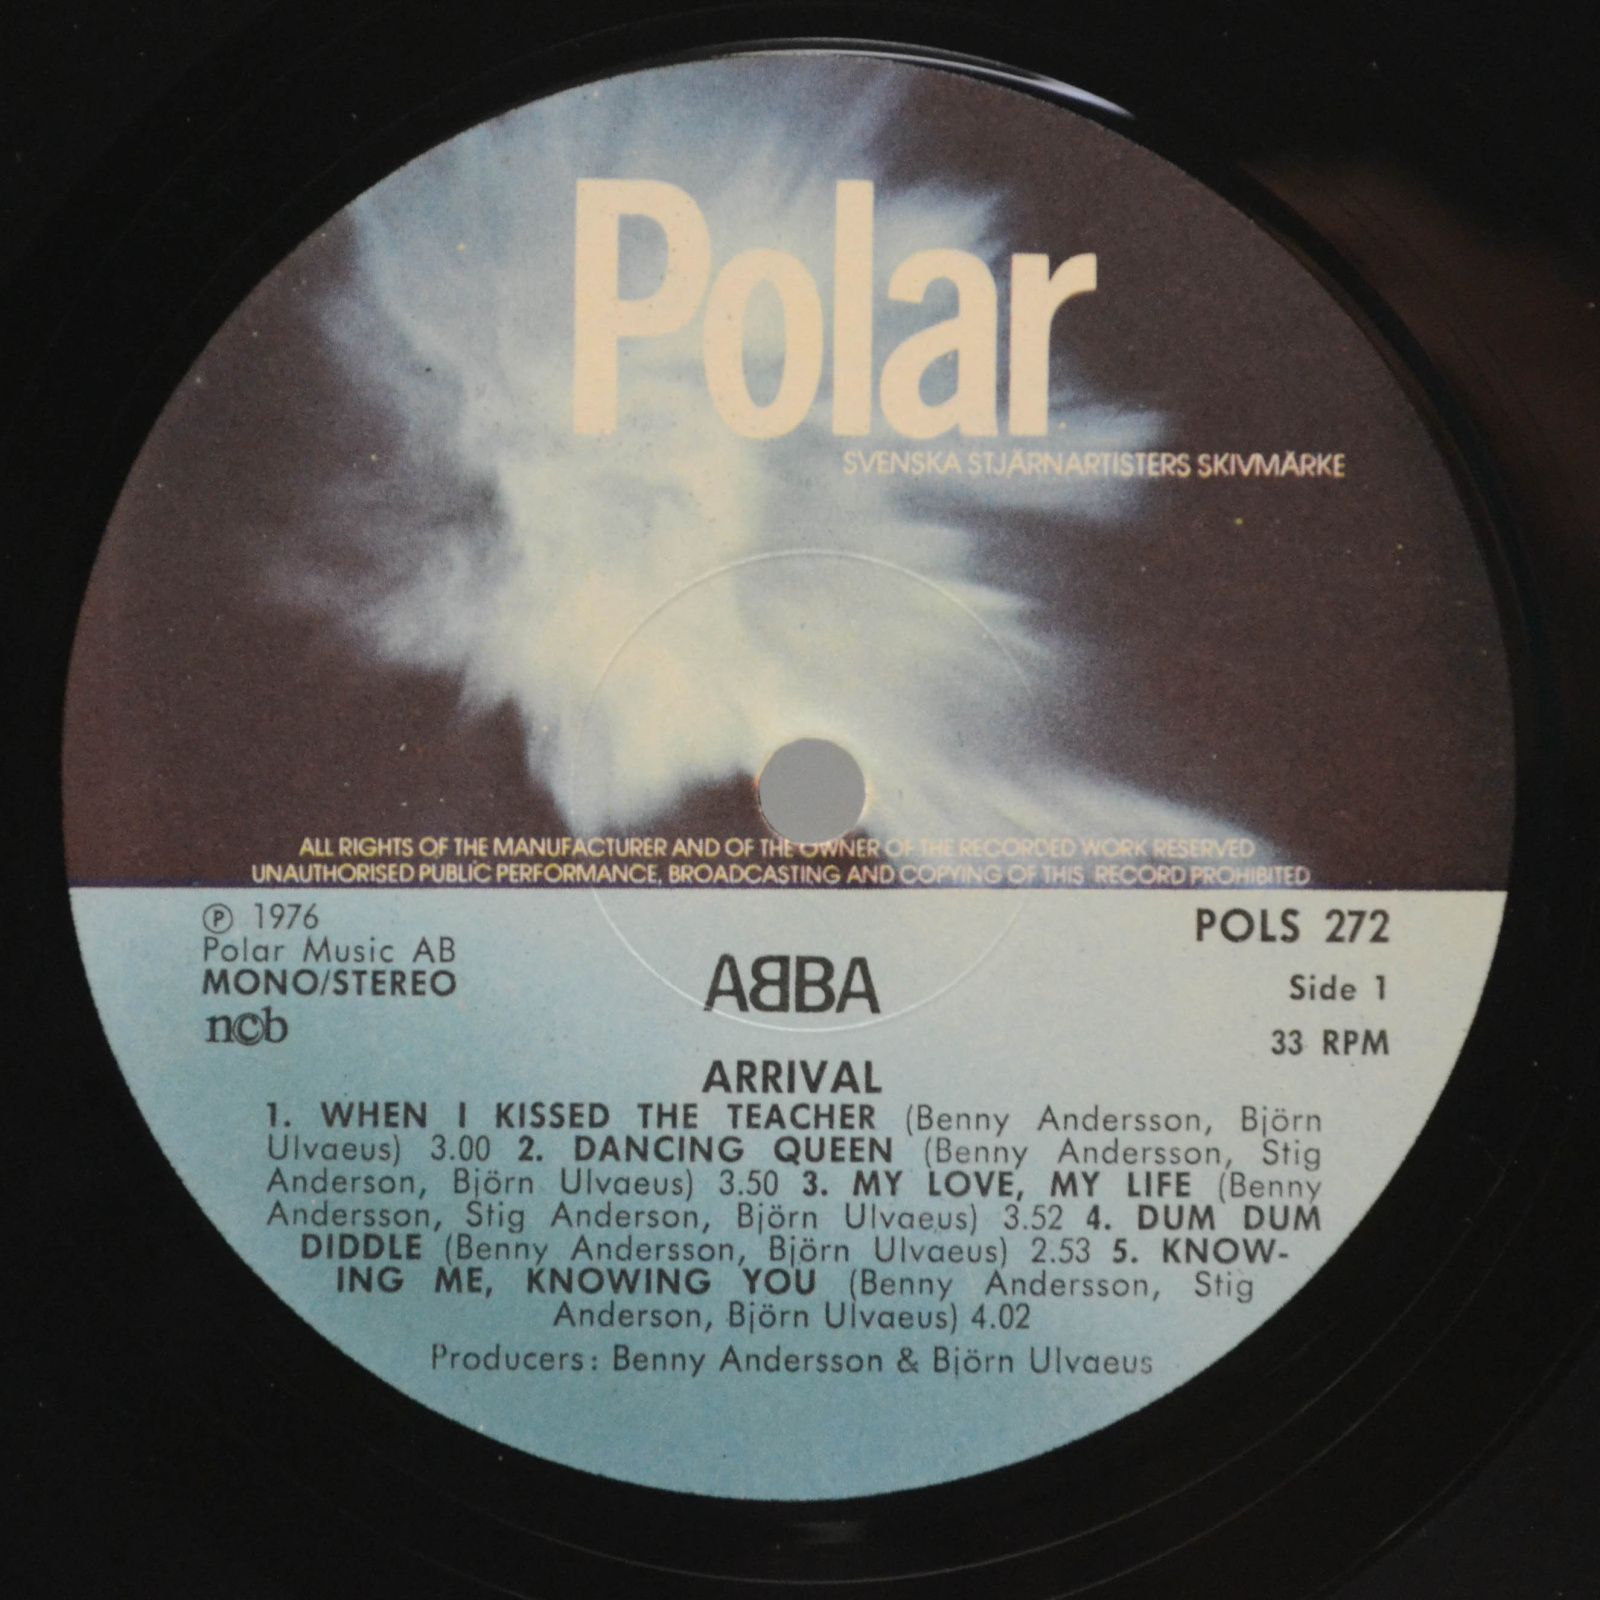 Polar
SVENSKA STJÄRNARTISTERS SKIVMÄRKE
ALL RIGHTS OF THE MANUFACTURER AND OF THE OWNER OF THE RECORDED WORK RESERVED
UNAUTHORISED PUBLIC PERFORMANCE, BROADCASTING AND COPYING OF THIS RECORD PROHIBITED
℗ 1976
Polar Music AB
MONO/STEREO
ncb
POLS 272
Side 1
33 RPM
ABBA
ARRIVAL
1. WHEN I KISSED THE TEACHER (Benny Andersson, Björn
Ulvaeus) 3.00 2. DANCING QUEEN (Benny Andersson, Stig
Anderson, Björn Ulvaeus) 3.50 3. MY LOVE, MY LIFE (Benny
Andersson, Stig Anderson, Björn Ulvaeus) 3.52 4. DUM DUM
DIDDLE (Benny Andersson, Björn Ulvaeus) 2.53 5. KNOW-
ING ME, KNOWING YOU (Benny Andersson, Stig
Anderson, Björn Ulvaeus) 4.02
Producers: Benny Andersson & Björn Ulvaeus